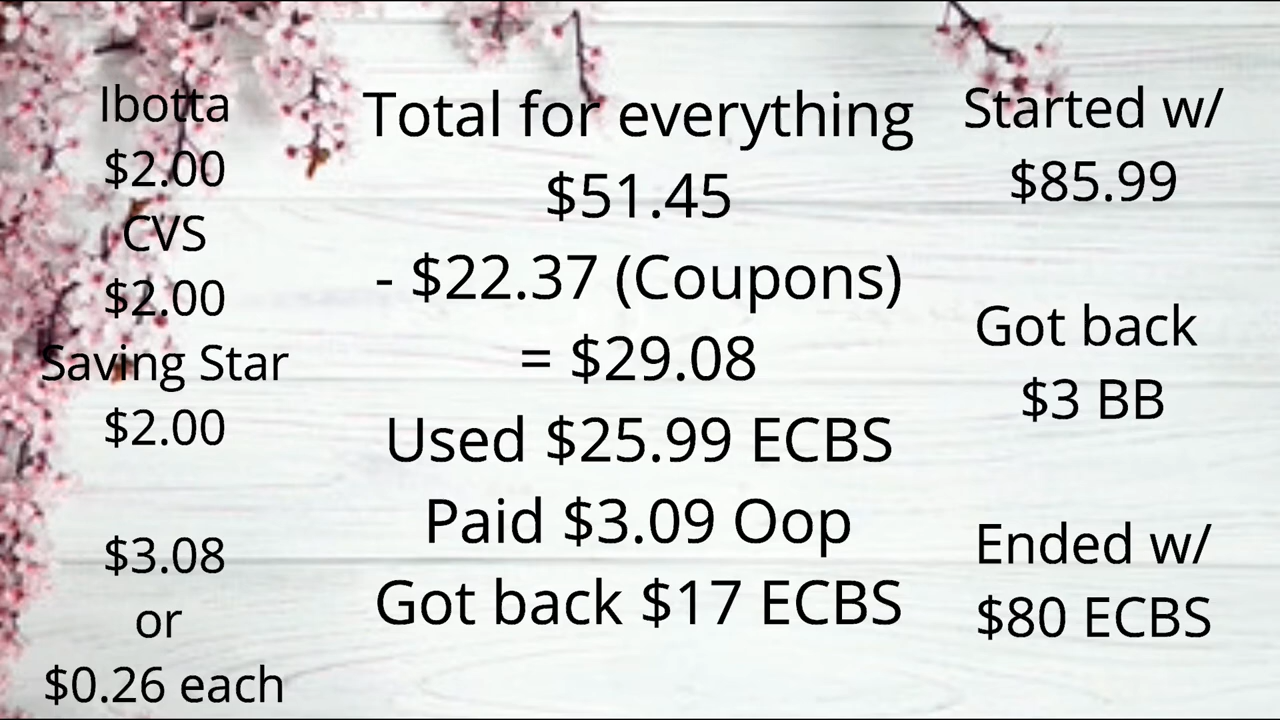 Ibotta
$2.00
CVS
$2.00
Saving Star
$2.00
$3.08
or
$0.26 each
Total for everything
$51.45
- $22.37 (Coupons)
= $29.08
Used $25.99 ECBS
Paid $3.09 Oop
Got back $17 ECBS
Started w/
$85.99
Got back
$3 BB
Ended w/
$80 ECBS